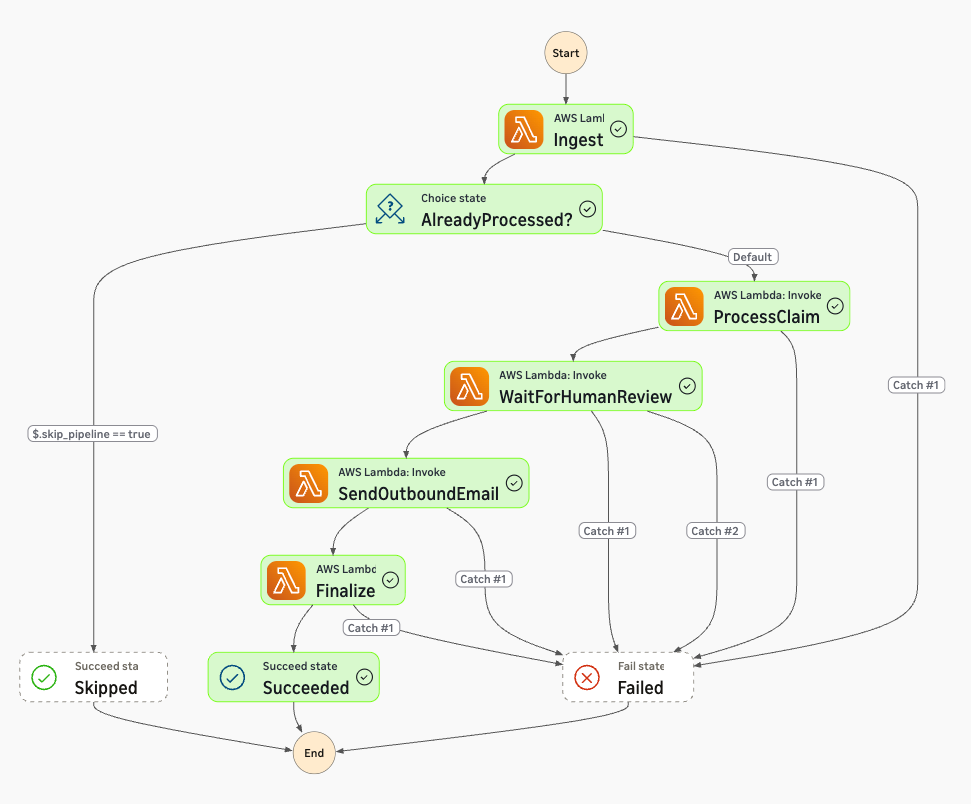 Start
AWS Laml
Ingest
Choice state
AlreadyProcessed?
Default
AWS Lambda: Invoke
ProcessClaim
AWS Lambda: Invoke
WaitForHumanReview
Catch #1
$.skip_pipeline == true
AWS Lambda: Invoke
SendOutboundEmail
Catch #1
Catch #1
Catch #2
AWS Lambd
Finalize
Catch #1
Catch #1
Succeed sta
Skipped
Succeed state
Succeeded
Fail state
Failed
End